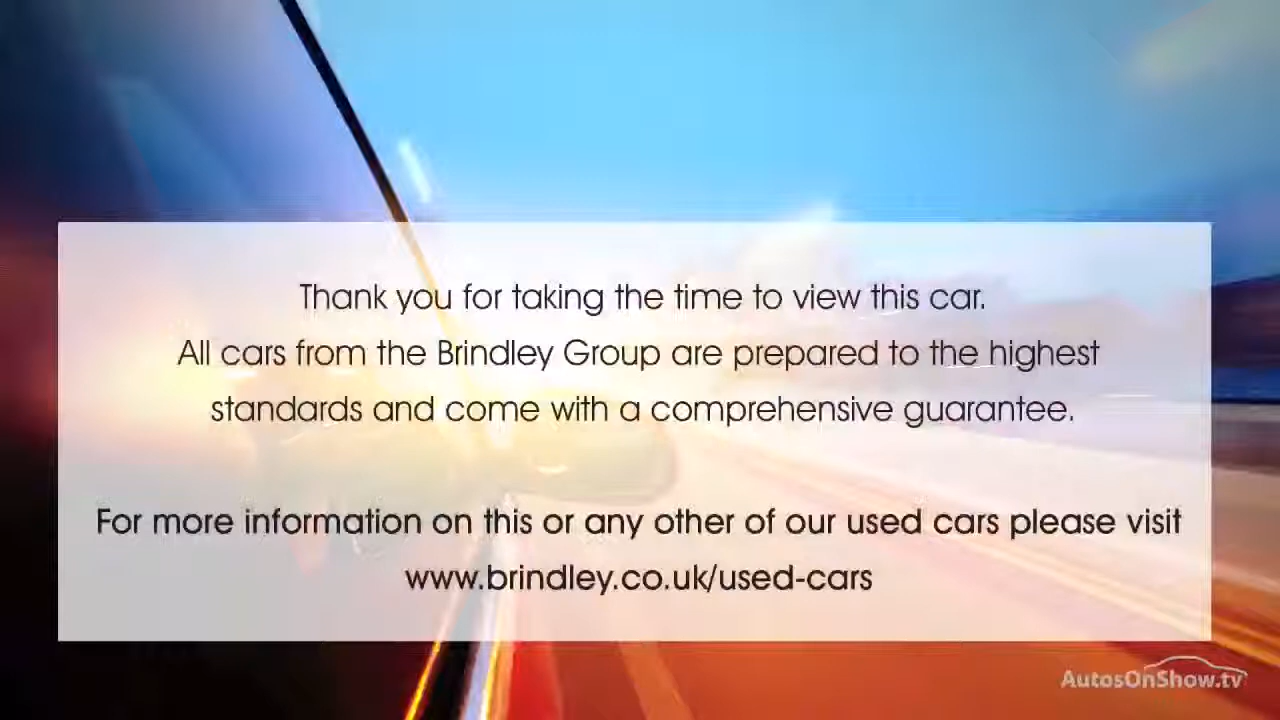 Thank you for taking the time to view this car.
All cars from the Brindley Group are prepared to the highest
standards and come with a comprehensive guarantee.
For more information on this or any other of our used cars please visit
www.brindley.co.uk/used-cars
AutosOnShow.tv